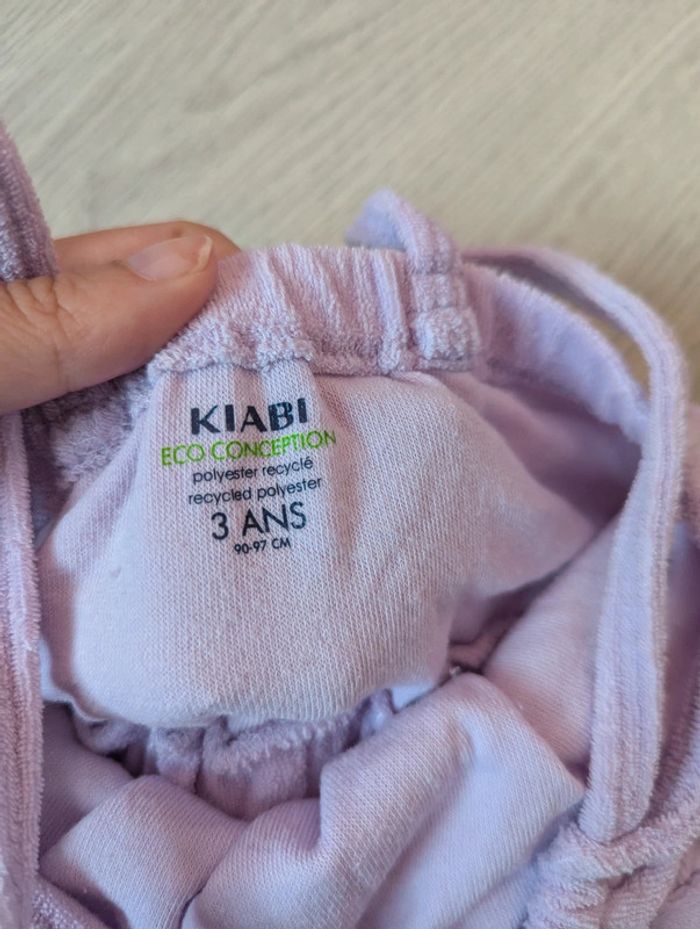 KIABI
ECO CONCEPTION
polyester recyclé
recycled polyester
3 ANS
90-97 CM